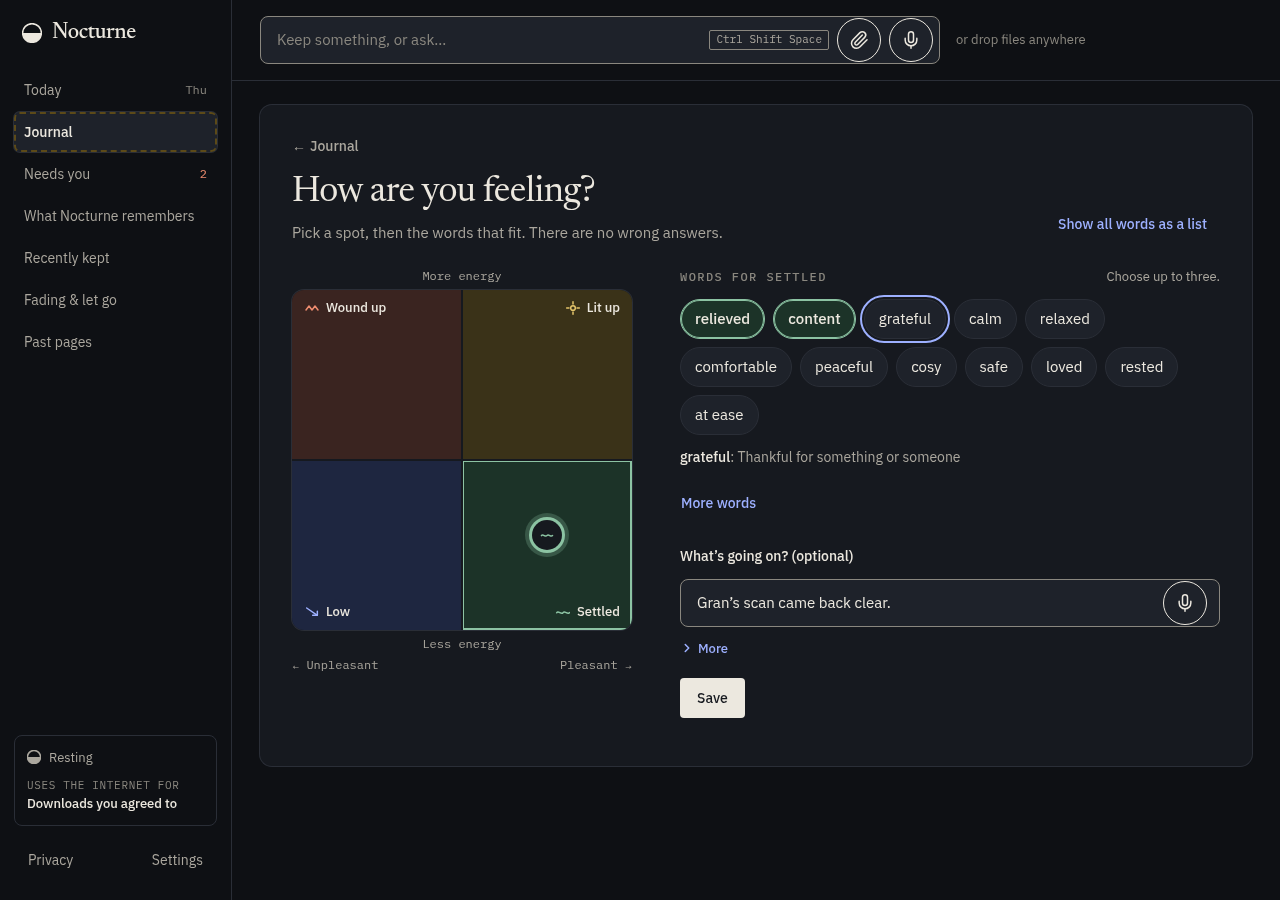 Nocturne
Keep something, or ask...
Ctrl Shift Space
or drop files anywhere
Today Thu
Journal
Needs you 2
What Nocturne remembers
Recently kept
Fading & let go
Past pages
Resting
USES THE INTERNET FOR
Downloads you agreed to
Privacy Settings
← Journal
How are you feeling?
Pick a spot, then the words that fit. There are no wrong answers.
Show all words as a list
More energy
Wound up Lit up
Low Settled
Less energy
← Unpleasant Pleasant →
WORDS FOR SETTLED Choose up to three.
relieved content grateful calm relaxed
comfortable peaceful cosy safe loved rested
at ease
grateful: Thankful for something or someone
More words
What’s going on? (optional)
Gran’s scan came back clear.
More
Save